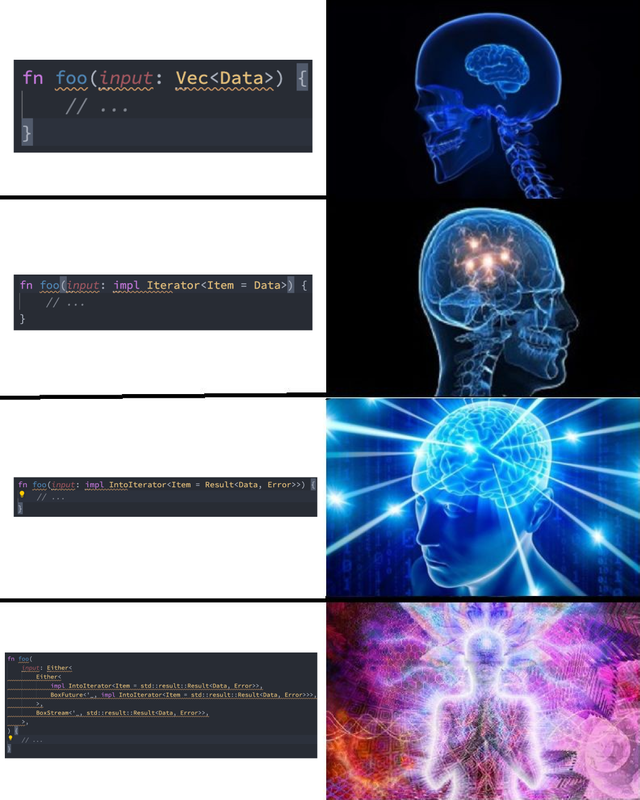 fn foo(input: Vec<Data>) {
// ...
}
fn foo(input: impl Iterator<Item = Data>) {
// ...
}
fn foo(input: impl IntoIterator<Item = Result<Data, Error>>) {
// ...
}
fn foo(
input: Either<
Either<
impl IntoIterator<Item = std::result::Result<Data, Error>>,
BoxFuture<'_, impl IntoIterator<Item = std::result::Result<Data, Error>>>,
>,
BoxStream<'_, std::result::Result<Data, Error>>,
>,
) {
// ...
}